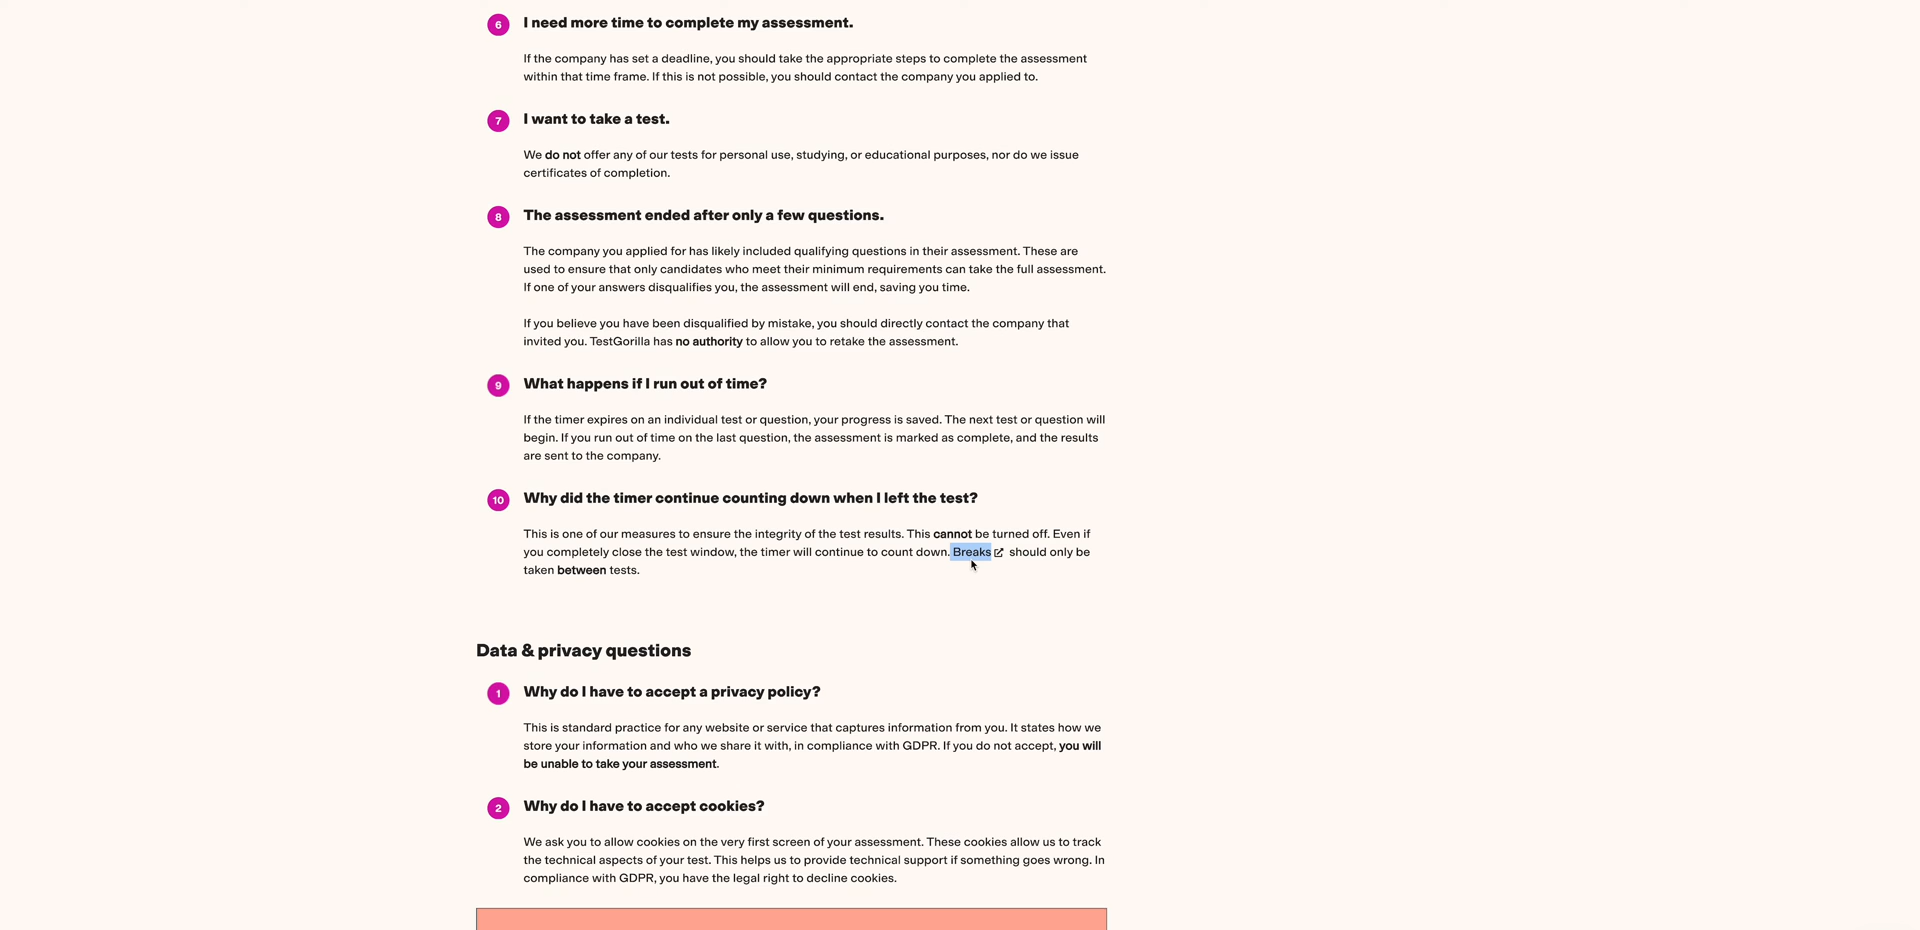 6 I need more time to complete my assessment.
If the company has set a deadline, you should take the appropriate steps to complete the assessment
within that time frame. If this is not possible, you should contact the company you applied to.
7 I want to take a test.
We do not offer any of our tests for personal use, studying, or educational purposes, nor do we issue
certificates of completion.
8 The assessment ended after only a few questions.
The company you applied for has likely included qualifying questions in their assessment. These are
used to ensure that only candidates who meet their minimum requirements can take the full assessment.
If one of your answers disqualifies you, the assessment will end, saving you time.
If you believe you have been disqualified by mistake, you should directly contact the company that
invited you. TestGorilla has no authority to allow you to retake the assessment.
9 What happens if I run out of time?
If the timer expires on an individual test or question, your progress is saved. The next test or question will
begin. If you run out of time on the last question, the assessment is marked as complete, and the results
are sent to the company.
10 Why did the timer continue counting down when I left the test?
This is one of our measures to ensure the integrity of the test results. This cannot be turned off. Even if
you completely close the test window, the timer will continue to count down. Breaks should only be
taken between tests.
Data & privacy questions
1 Why do I have to accept a privacy policy?
This is standard practice for any website or service that captures information from you. It states how we
store your information and who we share it with, in compliance with GDPR. If you do not accept, you will
be unable to take your assessment.
2 Why do I have to accept cookies?
We ask you to allow cookies on the very first screen of your assessment. These cookies allow us to track
the technical aspects of your test. This helps us to provide technical support if something goes wrong. In
compliance with GDPR, you have the legal right to decline cookies.